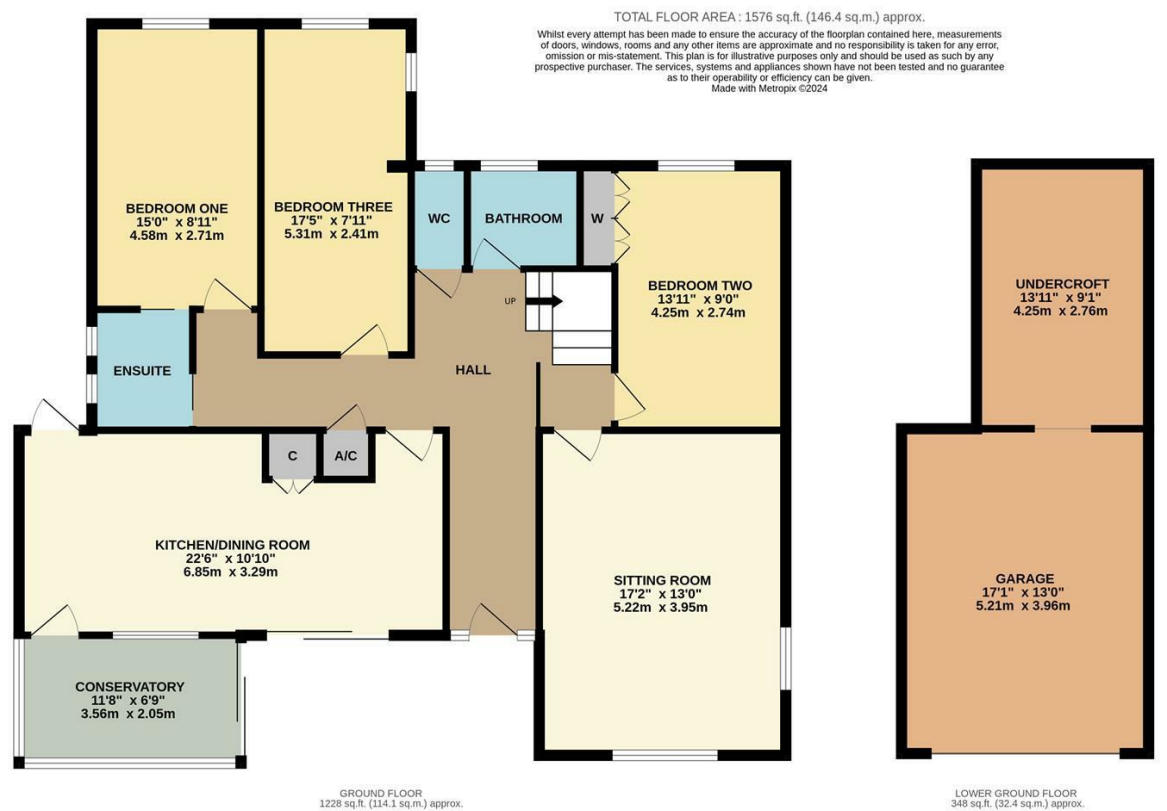 TOTAL FLOOR AREA : 1576 sq.ft. (146.4 sq.m.) approx.
Whilst every attempt has been made to ensure the accuracy of the floorplan contained here, measurements
of doors, windows, rooms and any other items are approximate and no responsibility is taken for any error,
omission or mis-statement. This plan is for illustrative purposes only and should be used as such by any
prospective purchaser. The services, systems and appliances shown have not been tested and no guarantee
as to their operability or efficiency can be given.
Made with Metropix ©2024
BEDROOM ONE
15'0" x 8'11"
4.58m x 2.71m
BEDROOM THREE
17'5" x 7'11"
5.31m x 2.41m
WC
BATHROOM
W
BEDROOM TWO
13'11" x 9'0"
4.25m x 2.74m
UP
ENSUITE
HALL
C
A/C
KITCHEN/DINING ROOM
22'6" x 10'10"
6.85m x 3.29m
SITTING ROOM
17'2" x 13'0"
5.22m x 3.95m
CONSERVATORY
11'8" x 6'9"
3.56m x 2.05m
UNDERCROFT
13'11" x 9'1"
4.25m x 2.76m
GARAGE
17'1" x 13'0"
5.21m x 3.96m
GROUND FLOOR
1228 sq.ft. (114.1 sq.m.) approx.
LOWER GROUND FLOOR
348 sq.ft. (32.4 sq.m.) approx.